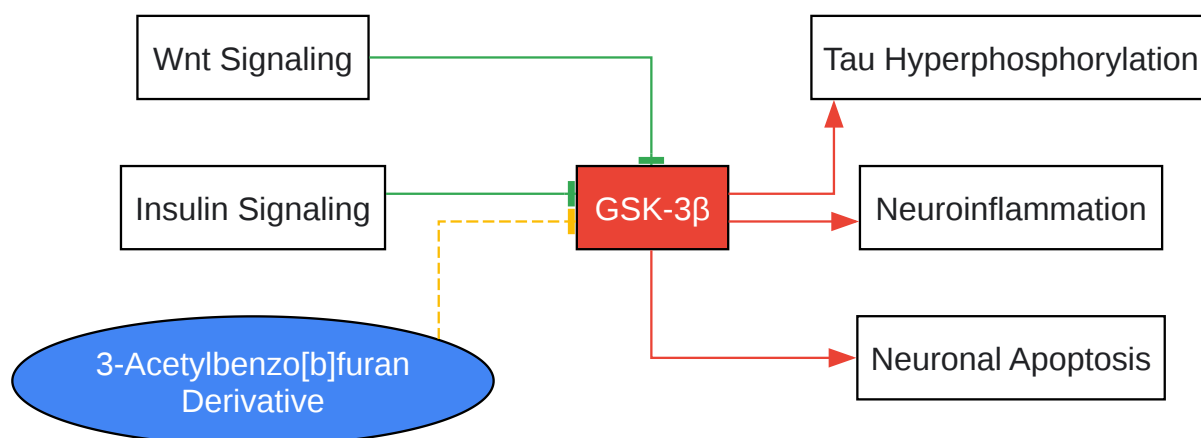 Wnt Signaling
Tau Hyperphosphorylation
Insulin Signaling
GSK-3β
Neuroinflammation
3-Acetylbenzo[b]furan
Derivative
Neuronal Apoptosis